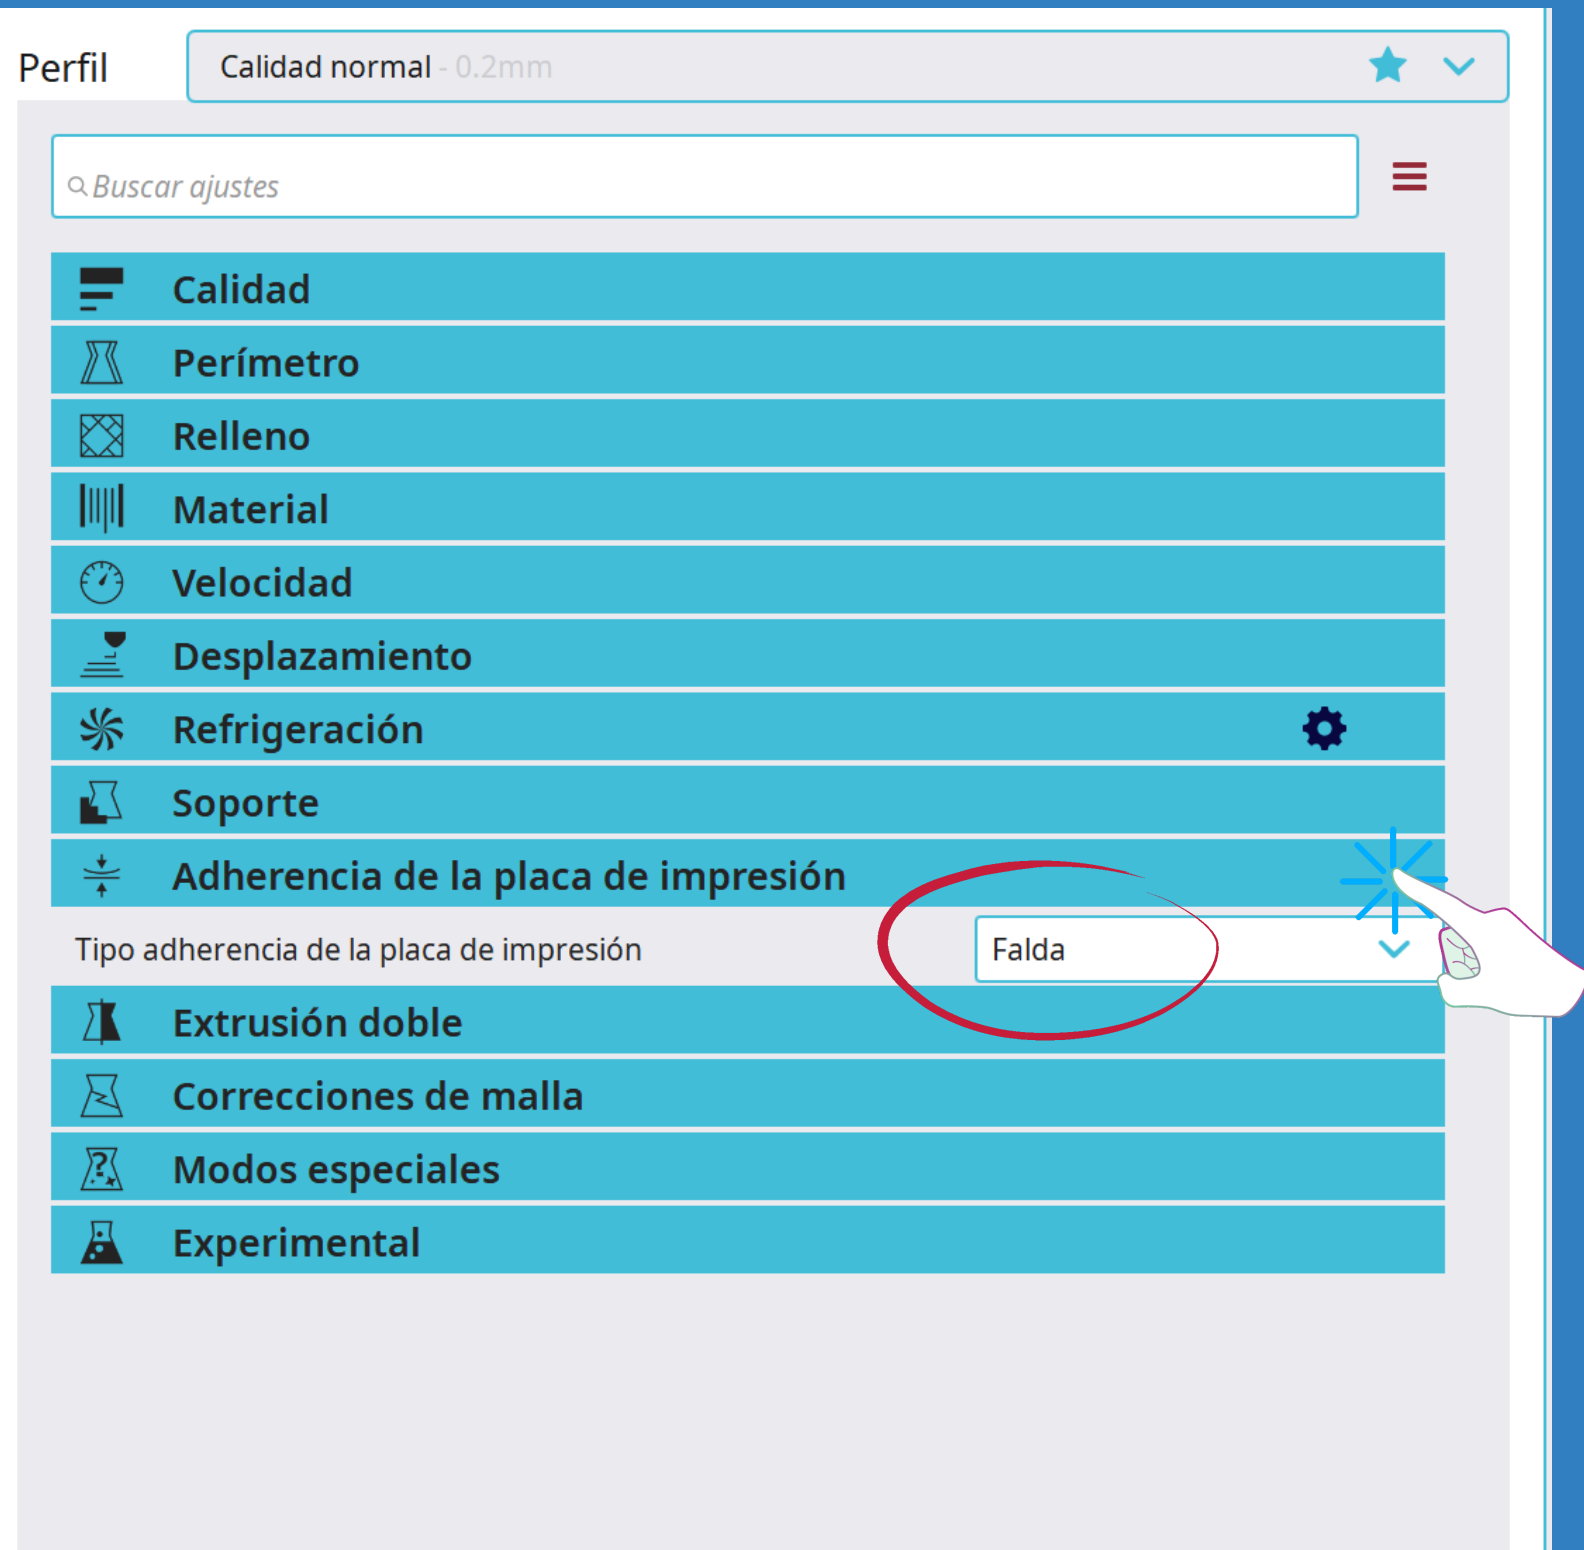 Perfil
Calidad normal - 0.2mm
Buscar ajustes
Calidad
Perímetro
Relleno
Material
Velocidad
Desplazamiento
Refrigeración
Soporte
Adherencia de la placa de impresión
Tipo adherencia de la placa de impresión Falda
Extrusión doble
Correcciones de malla
Modos especiales
Experimental